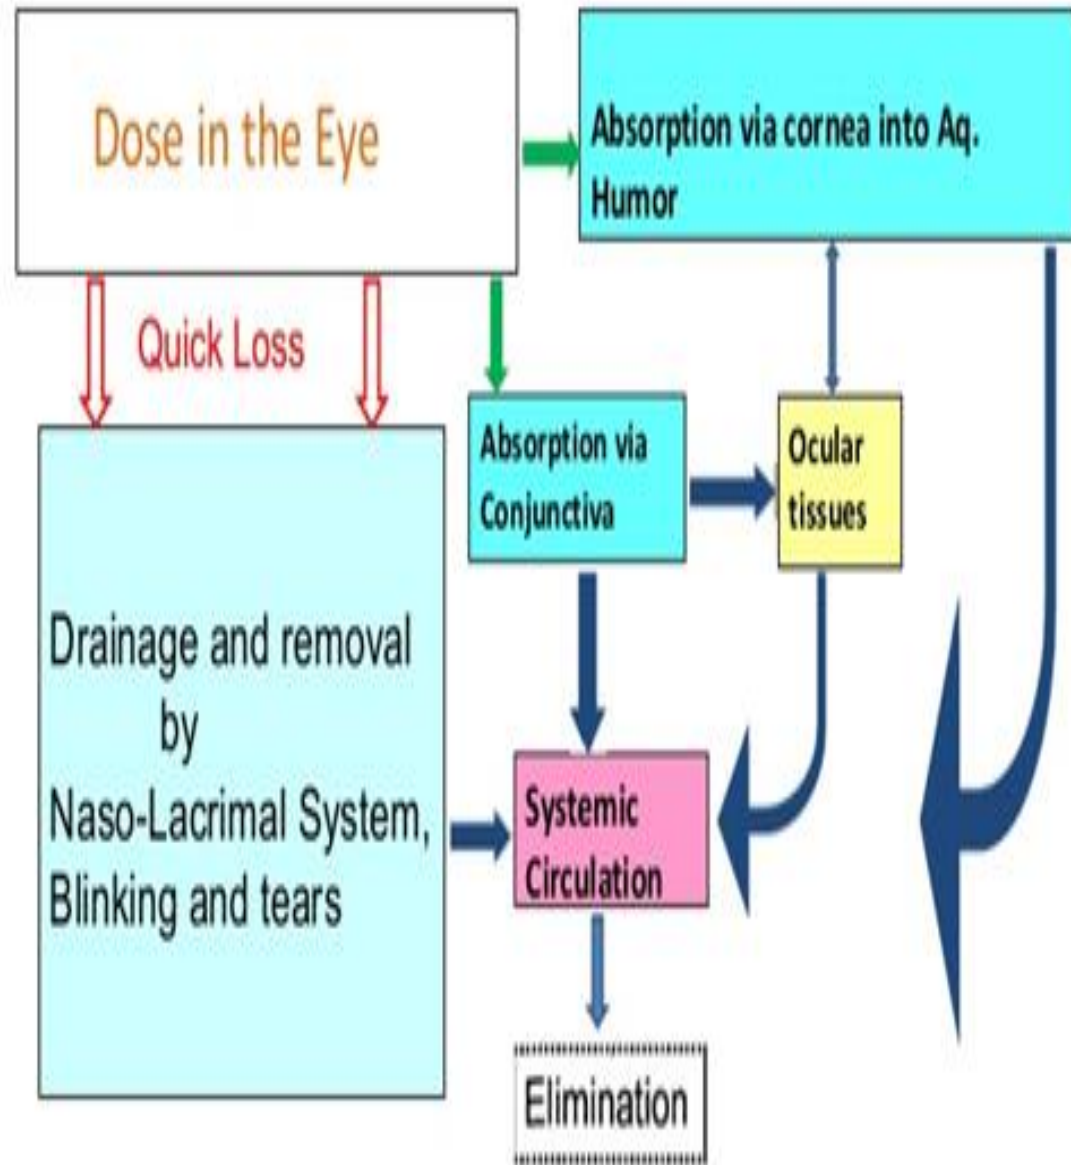 Dose in the Eye
Absorption via cornea into Aq.
Humor
Quick Loss
Absorption via
Conjunctiva
Ocular
tissues
Drainage and removal
by
Naso-Lacrimal System,
Blinking and tears
Systemic
Circulation
Elimination